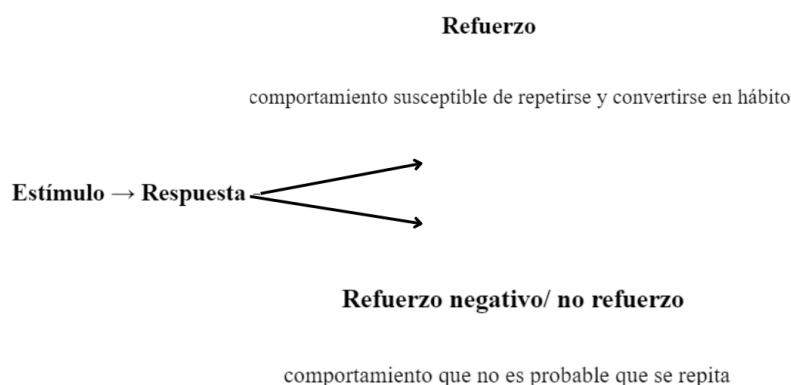 Refuerzo
comportamiento susceptible de repetirse y convertirse en hábito
Estímulo → Respuesta
Refuerzo negativo/ no refuerzo
comportamiento que no es probable que se repita